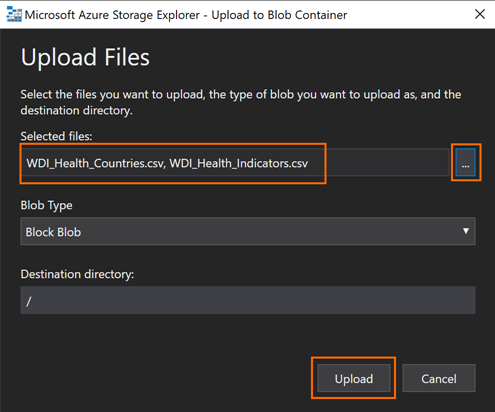 Microsoft Azure Storage Explorer - Upload to Blob Container
Upload Files
Select the files you want to upload, the type of blob you want to upload as, and the
destination directory.
Selected files:
WDI_Health_Countries.csv, WDI_Health_Indicators.csv
...
Blob Type
Block Blob
Destination directory:
/
Upload
Cancel